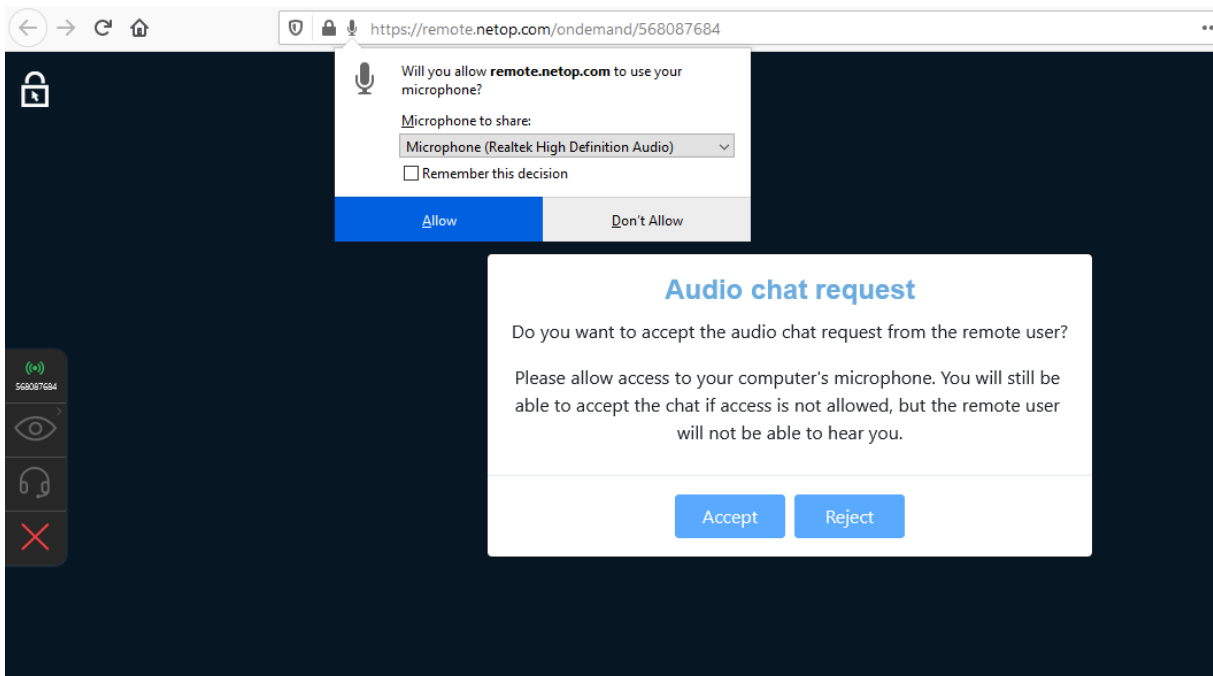 https://remote.netop.com/ondemand/568087684
Will you allow remote.netop.com to use your
microphone?
Microphone to share:
Microphone (Realtek High Definition Audio)
Remember this decision
Allow
Don't Allow
Audio chat request
Do you want to accept the audio chat request from the remote user?
Please allow access to your computer's microphone. You will still be
able to accept the chat if access is not allowed, but the remote user
will not be able to hear you.
Accept
Reject
568087684